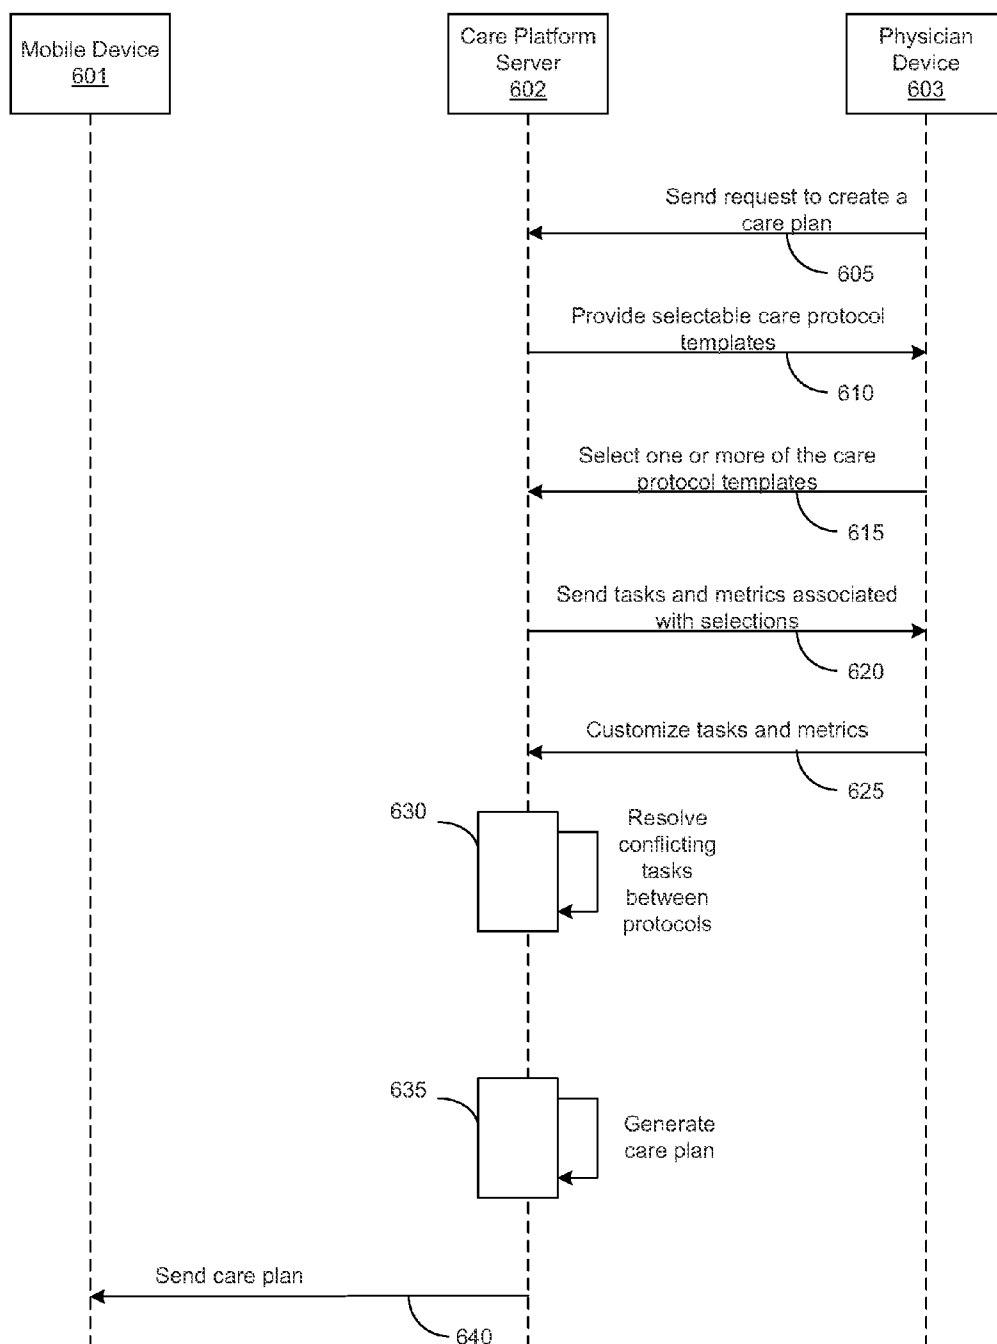 Mobile Device
601
Care Platform
Server
602
Physician
Device
603
Send request to create a
care plan
605
Provide selectable care protocol
templates
610
Select one or more of the care
protocol templates
615
Send tasks and metrics associated
with selections
620
Customize tasks and metrics
625
630
Resolve
conflicting
tasks
between
protocols
635
Generate
care plan
Send care plan
640